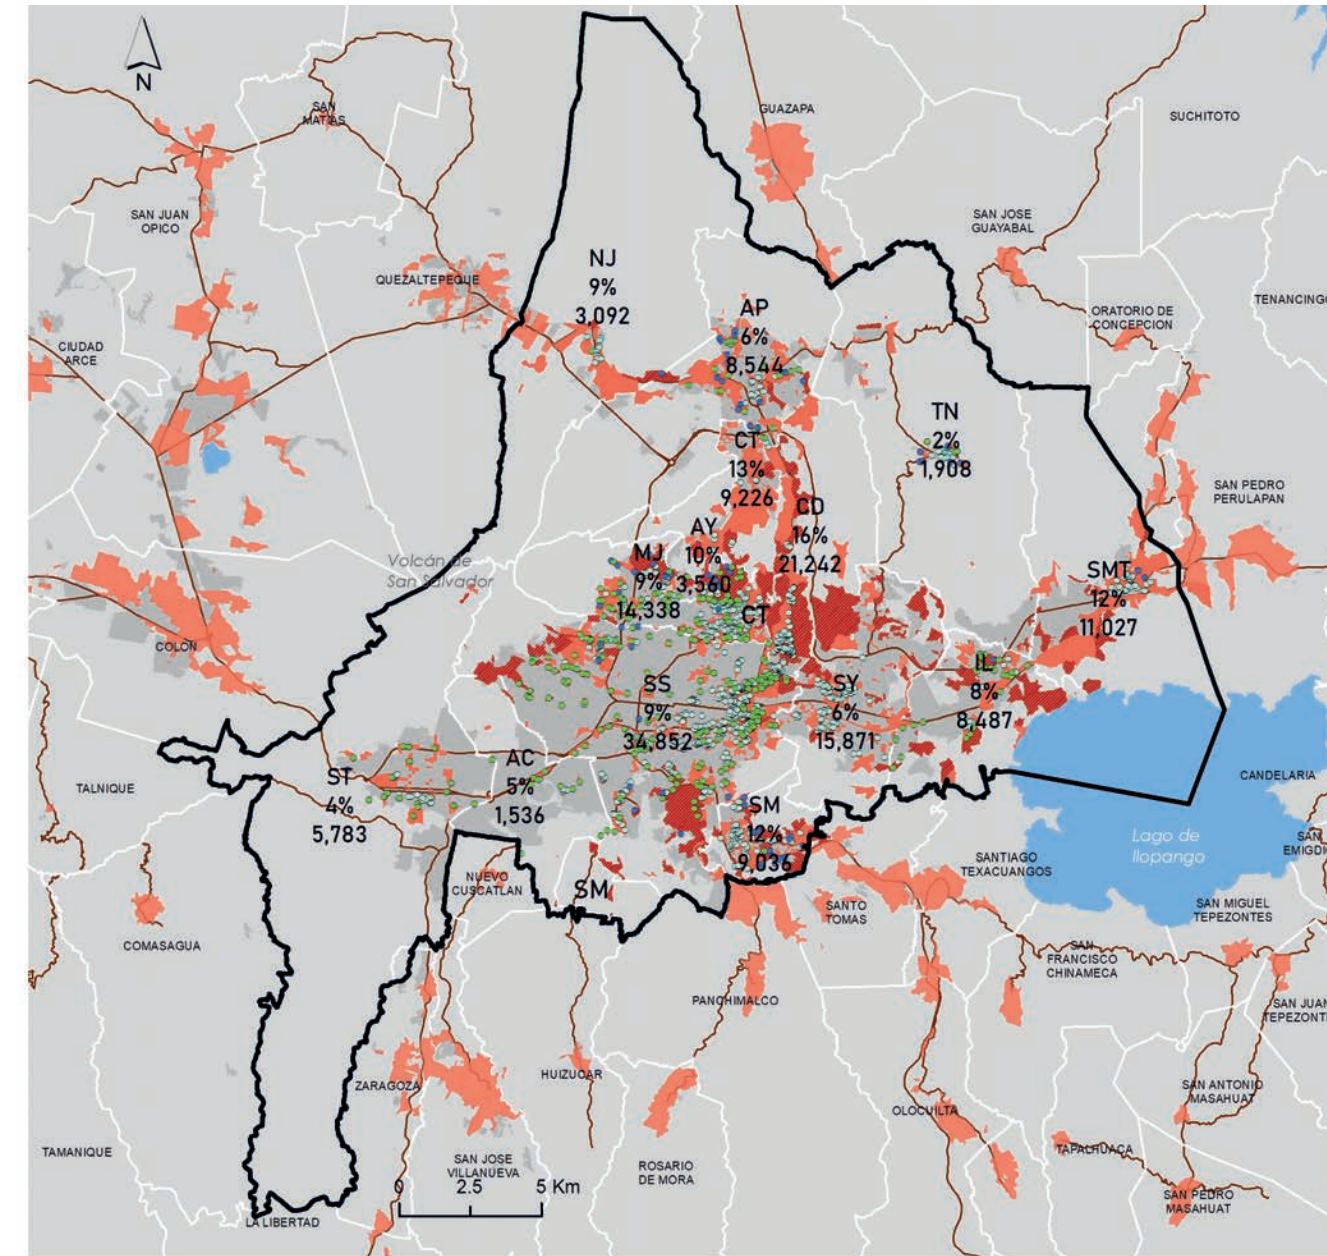 N
SAN
MATIAS
GUAZAPA
SUCHITOTO
SAN JUAN
OPICO
SAN JOSE
GUAYABAL
QUEZALTEPEQUE
NJ
9%
3,092
AP
6%
8,544
ORATORIO DE
CONCEPCION
TENANCINGO
CIUDAD
ARCE
TN
2%
1,908
CT
13%
9,226
SAN PEDRO
PERULAPAN
CD
16%
21,242
AY
10%
3,560
MJ
9%
14,338
Volcán de
San Salvador
CT
SMT
12%
11,027
COLÓN
SS
9%
34,852
SY
6%
15,871
IL
8%
8,487
AC
5%
1,536
ST
4%
5,783
TALNIQUE
CANDELARIA
SM
12%
9,036
Lago de
Ilopango
SAN
EMIGDI
NUEVO
CUSCATLAN
SM
SANTIAGO
TEXACUANGOS
SANTO
TOMAS
SAN MIGUEL
TEPEZONTES
COMASAGUA
SAN
FRANCISCO
CHINAMECA
PANCHIMALCO
SAN JUAN
TEPEZONT
HUIZUCAR
ZARAGOZA
SAN ANTONIO
MASAHUAT
OLOCUILTA
TAMANIQUE
TAPALHUACA
SAN JOSE
VILLANUEVA
ROSARIO
DE MORA
0 2.5 5 Km
SAN PEDRO
MASAHUAT
LA LIBERTAD